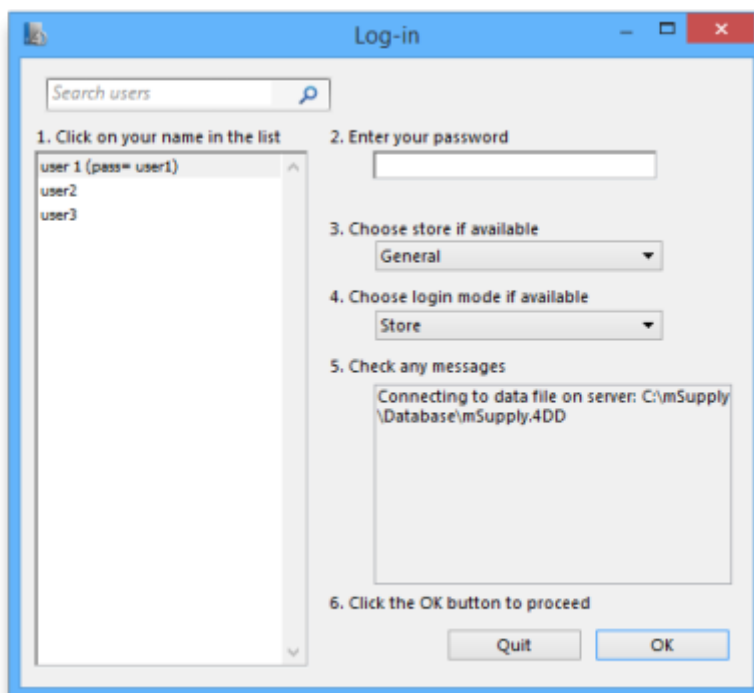 Log-in
Search users
1. Click on your name in the list
user 1 (pass= user1)
user2
user3
2. Enter your password
3. Choose store if available
General
4. Choose login mode if available
Store
5. Check any messages
Connecting to data file on server: C:\mSupply
\Database\mSupply.4DD
6. Click the OK button to proceed
Quit
OK